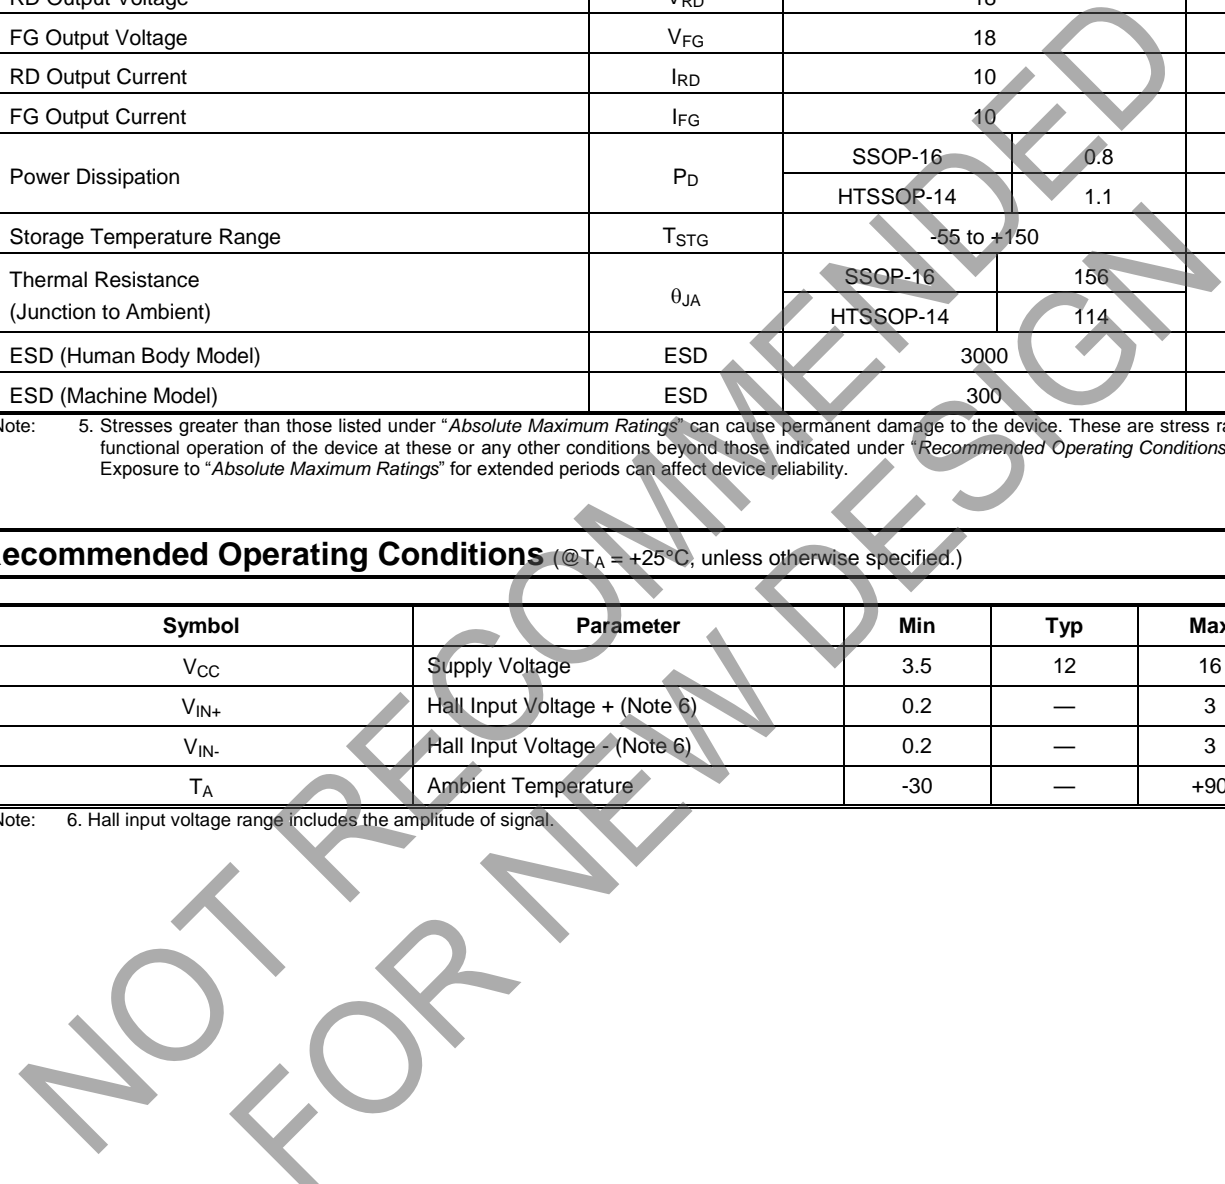 RD Output Voltage VRD 18
FG Output Voltage VFG 18
RD Output Current IRD 10
FG Output Current IFG 10
Power Dissipation PD SSOP-16 0.8
HTSSOP-14 1.1
Storage Temperature Range TSTG -55 to +150
Thermal Resistance
(Junction to Ambient) θJA SSOP-16 156
HTSSOP-14 114
ESD (Human Body Model) ESD 3000
ESD (Machine Model) ESD 300
Note: 5. Stresses greater than those listed under “Absolute Maximum Ratings” can cause permanent damage to the device. These are stress ra
functional operation of the device at these or any other conditions beyond those indicated under “Recommended Operating Conditions
Exposure to “Absolute Maximum Ratings” for extended periods can affect device reliability.
ecommended Operating Conditions (@TA = +25°C, unless otherwise specified.)
Symbol Parameter Min Typ Max
VCC Supply Voltage 3.5 12 16
VIN+ Hall Input Voltage + (Note 6) 0.2 — 3
VIN- Hall Input Voltage - (Note 6) 0.2 — 3
TA Ambient Temperature -30 — +90
Note: 6. Hall input voltage range includes the amplitude of signal.
NOT RECOMMENDED
FOR NEW DESIGN